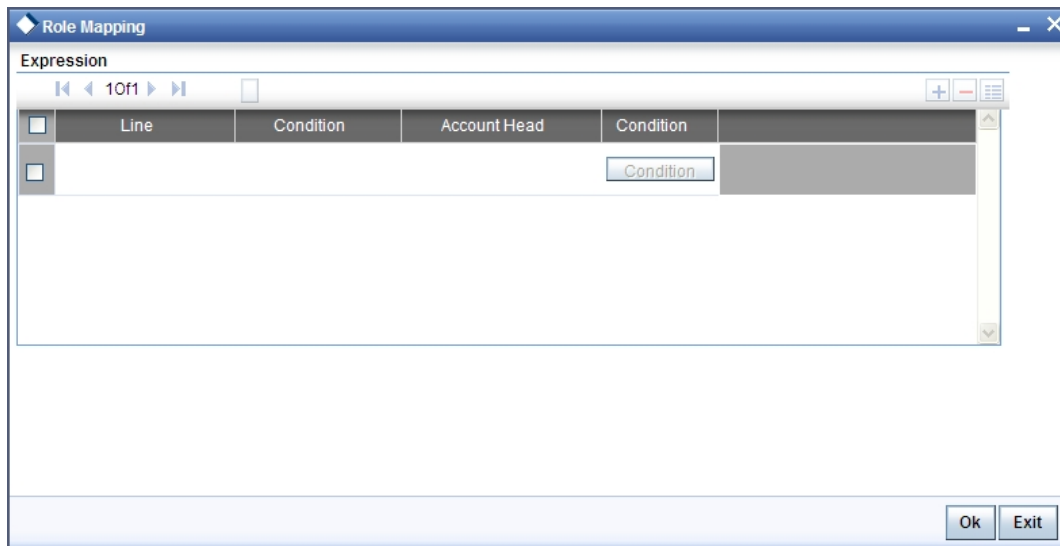 Role Mapping
Expression
1Of1
Line Condition Account Head Condition
Condition
Ok Exit